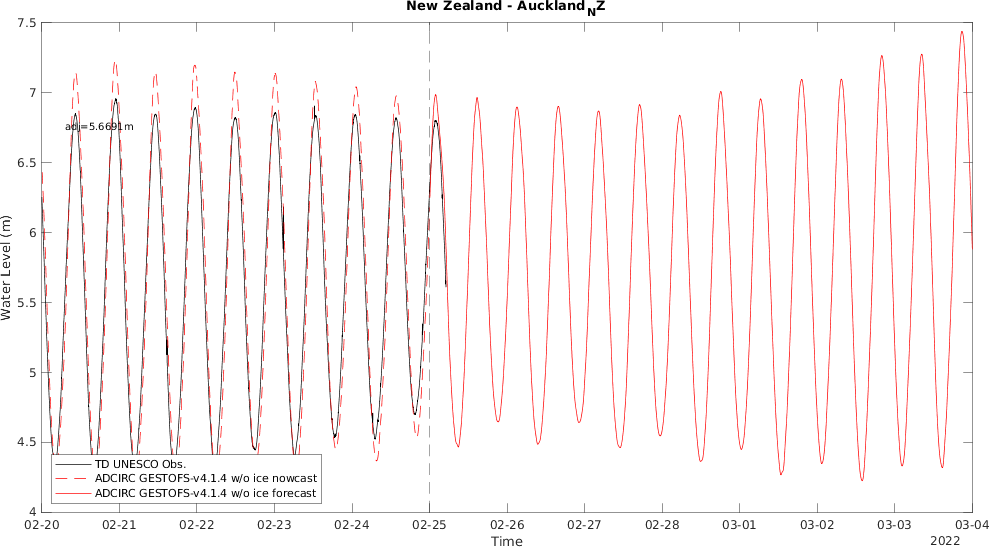 New Zealand - Auckland_NZ
7.5
7
6.5
6
5.5
5
4.5
4
Water Level (m)
adj=5.6691m
TD UNESCO Obs.
ADCIRC GESTOFS-v4.1.4 w/o ice nowcast
ADCIRC GESTOFS-v4.1.4 w/o ice forecast
02-20 02-21 02-22 02-23 02-24 02-25 02-26 02-27 02-28 03-01 03-02 03-03 03-04
Time
2022